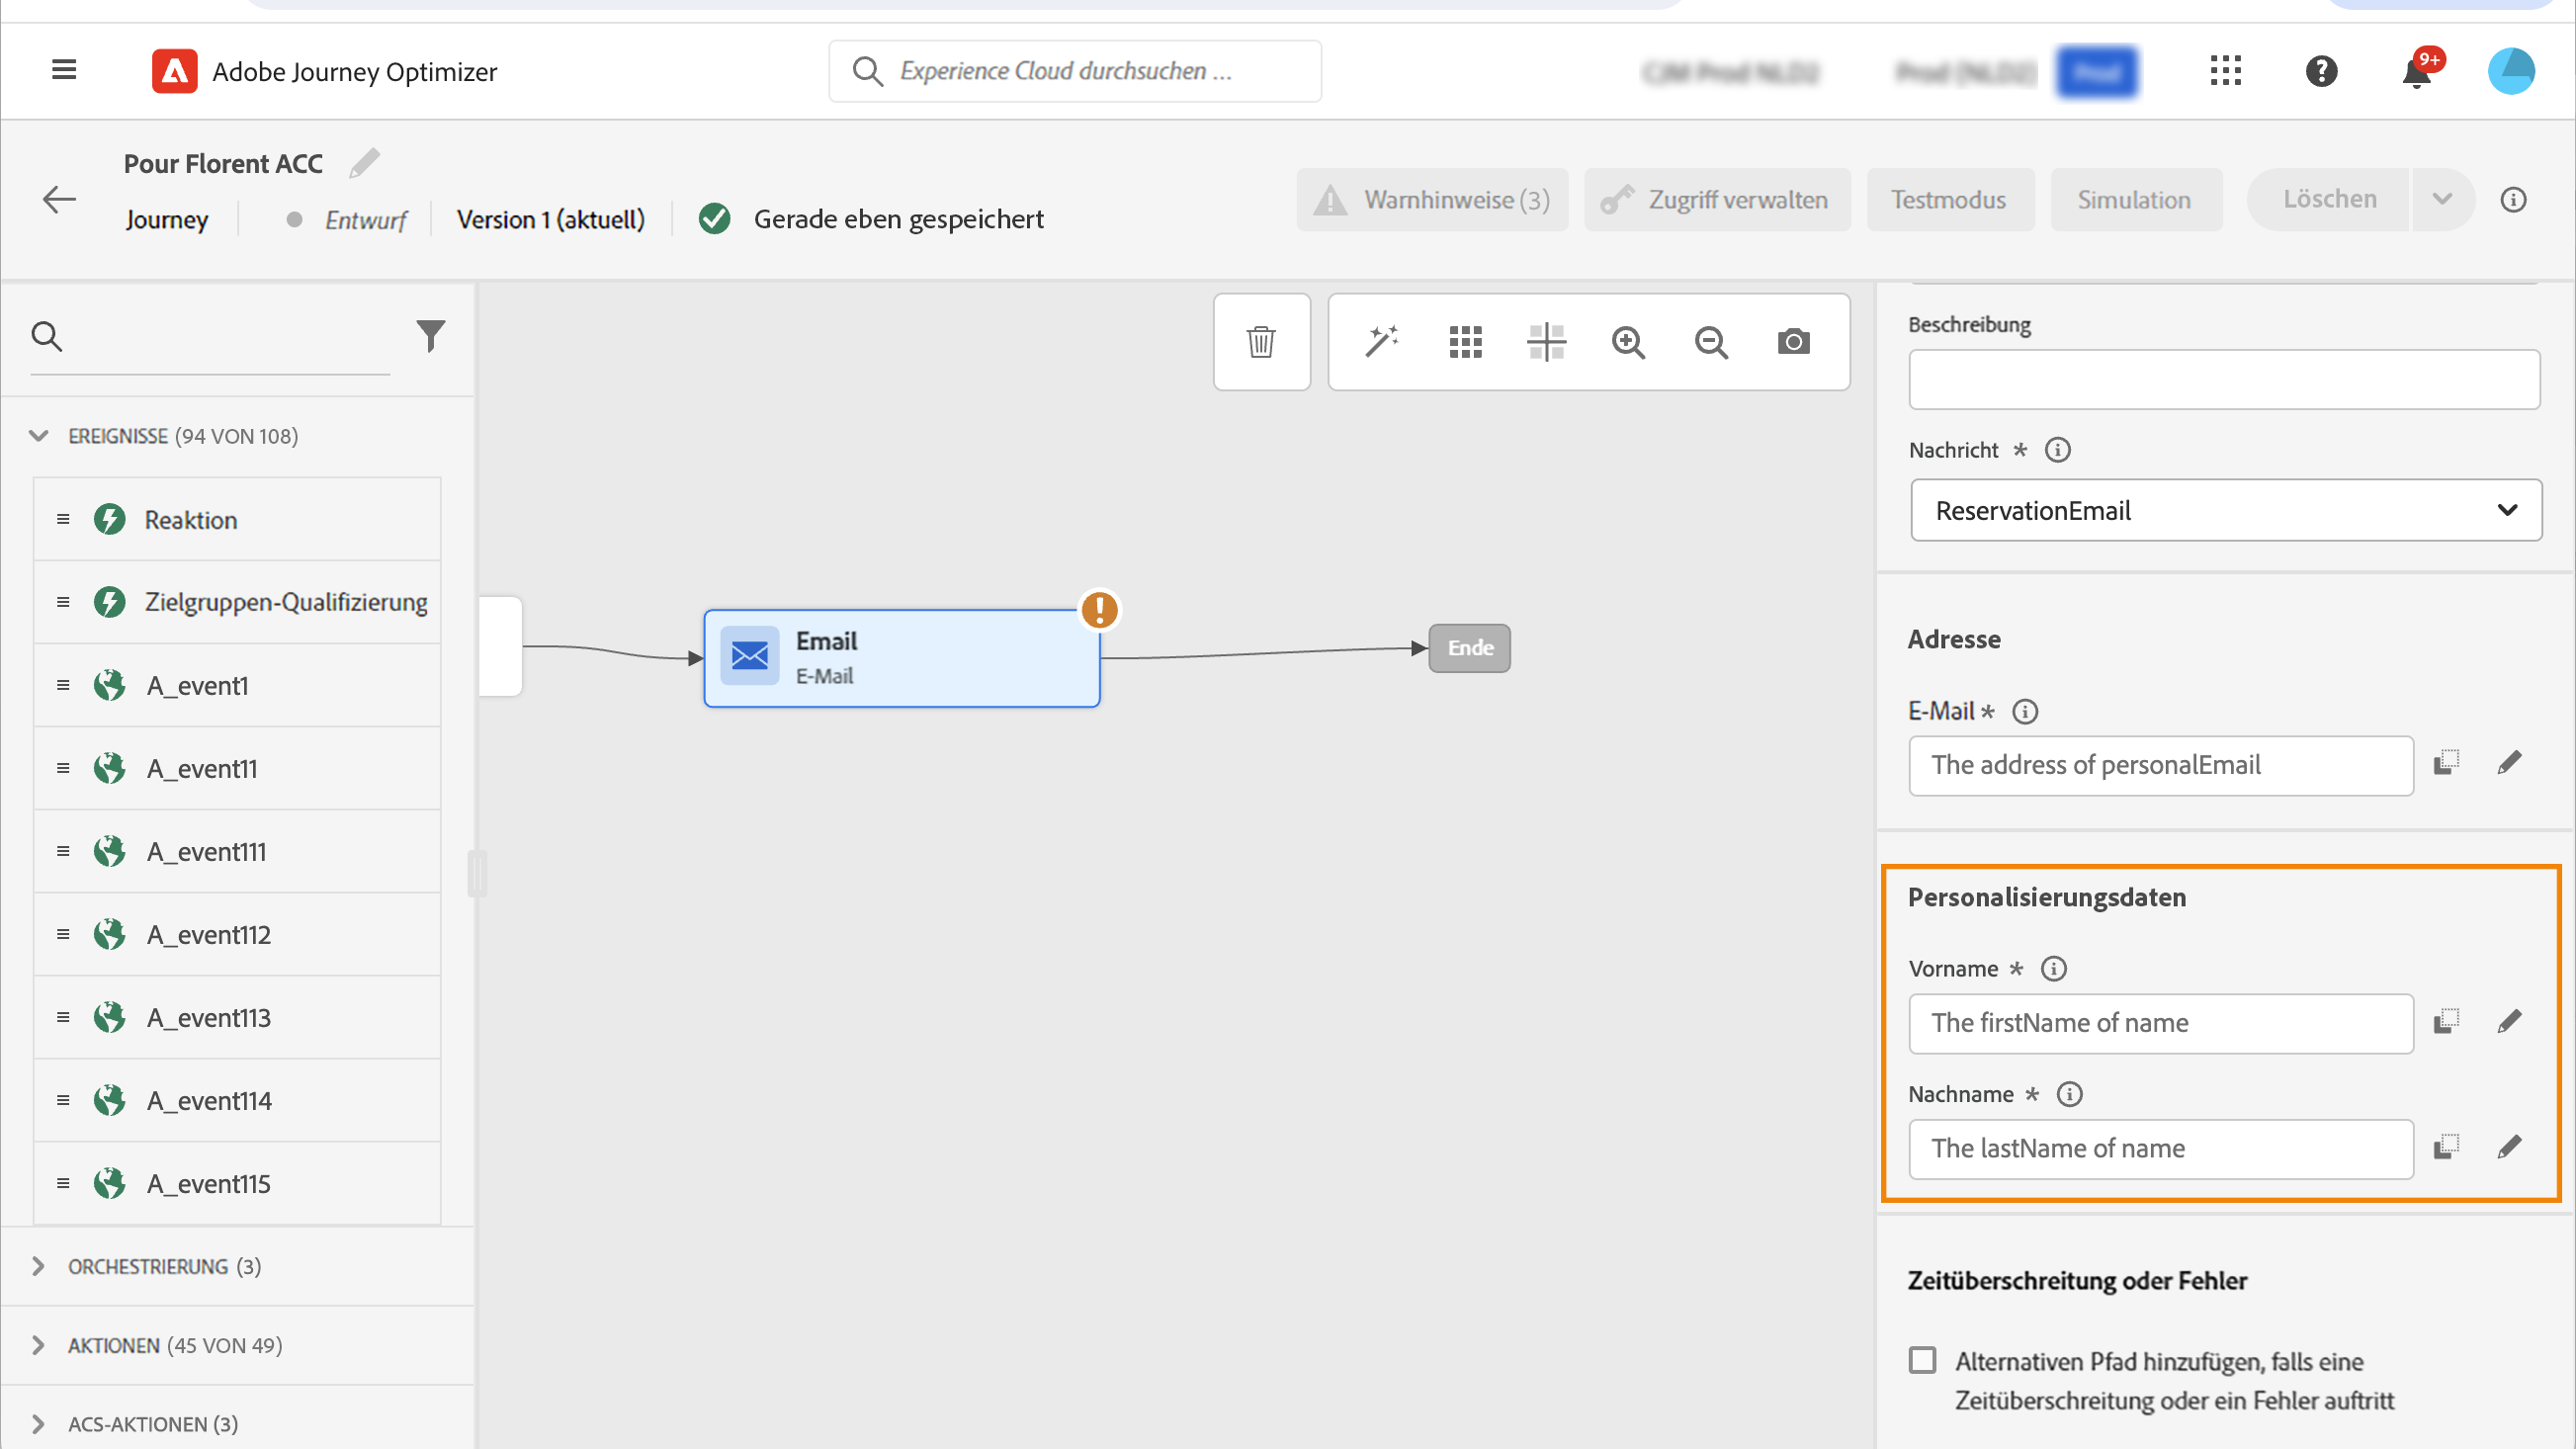 Adobe Journey Optimizer
Experience Cloud durchsuchen ...
9+
Pour Florent ACC
Journey
Entwurf
Version 1 (aktuell)
Gerade eben gespeichert
Warnhinweise (3)
Zugriff verwalten
Testmodus
Simulation
Löschen
EREIGNISSE (94 VON 108)
Reaktion
Zielgruppen-Qualifizierung
A_event1
A_event11
A_event111
A_event112
A_event113
A_event114
A_event115
ORCHESTRIERUNG (3)
AKTIONEN (45 VON 49)
ACS-AKTIONEN (3)
Email
E-Mail
Ende
Beschreibung
Nachricht *
ReservationEmail
Adresse
E-Mail *
The address of personalEmail
Personalisierungsdaten
Vorname *
The firstName of name
Nachname *
The lastName of name
Zeitüberschreitung oder Fehler
Alternativen Pfad hinzufügen, falls eine
Zeitüberschreitung oder ein Fehler auftritt